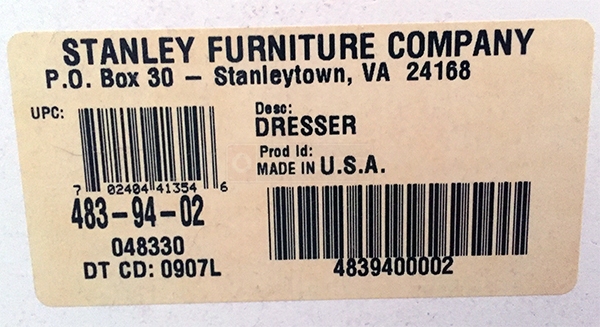 STANLEY FURNITURE COMPANY
P.O. Box 30 – Stanleytown, VA 24168
UPC:
7 02404 41354 6
483-94-02
048330
DT CD: 0907L
Desc:
DRESSER
Prod Id:
MADE IN U.S.A.
4839400002